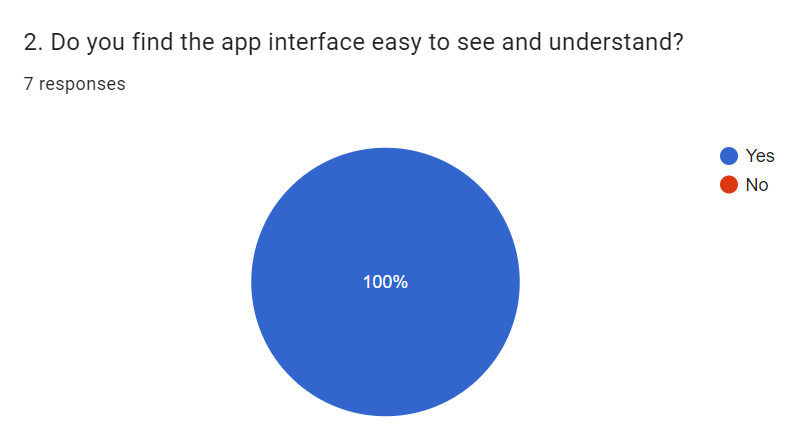 2. Do you find the app interface easy to see and understand?
7 responses
Yes
No
100%